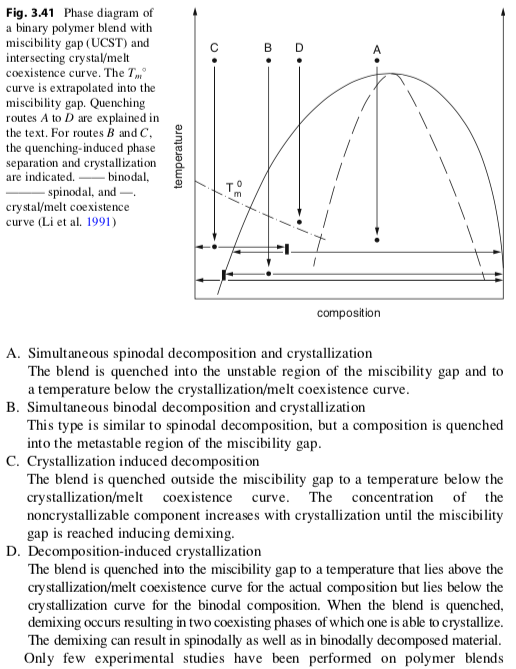 Fig. 3.41 Phase diagram of
a binary polymer blend with
miscibility gap (UCST) and
intersecting crystal/melt
coexistence curve. The Tm°
curve is extrapolated into the
miscibility gap. Quenching
routes A to D are explained in
the text. For routes B and C,
the quenching-induced phase
separation and crystallization
are indicated. —— binodal,
——— spinodal, and —.
crystal/melt coexistence
curve (Li et al. 1991)
C B D A
temperature
T°m
composition
A. Simultaneous spinodal decomposition and crystallization
The blend is quenched into the unstable region of the miscibility gap and to
a temperature below the crystallization/melt coexistence curve.
B. Simultaneous binodal decomposition and crystallization
This type is similar to spinodal decomposition, but a composition is quenched
into the metastable region of the miscibility gap.
C. Crystallization induced decomposition
The blend is quenched outside the miscibility gap to a temperature below the
crystallization/melt coexistence curve. The concentration of the
noncrystallizable component increases with crystallization until the miscibility
gap is reached inducing demixing.
D. Decomposition-induced crystallization
The blend is quenched into the miscibility gap to a temperature that lies above the
crystallization/melt coexistence curve for the actual composition but lies below the
crystallization curve for the binodal composition. When the blend is quenched,
demixing occurs resulting in two coexisting phases of which one is able to crystallize.
The demixing can result in spinodally as well as in binodally decomposed material.
Only few experimental studies have been performed on polymer blends